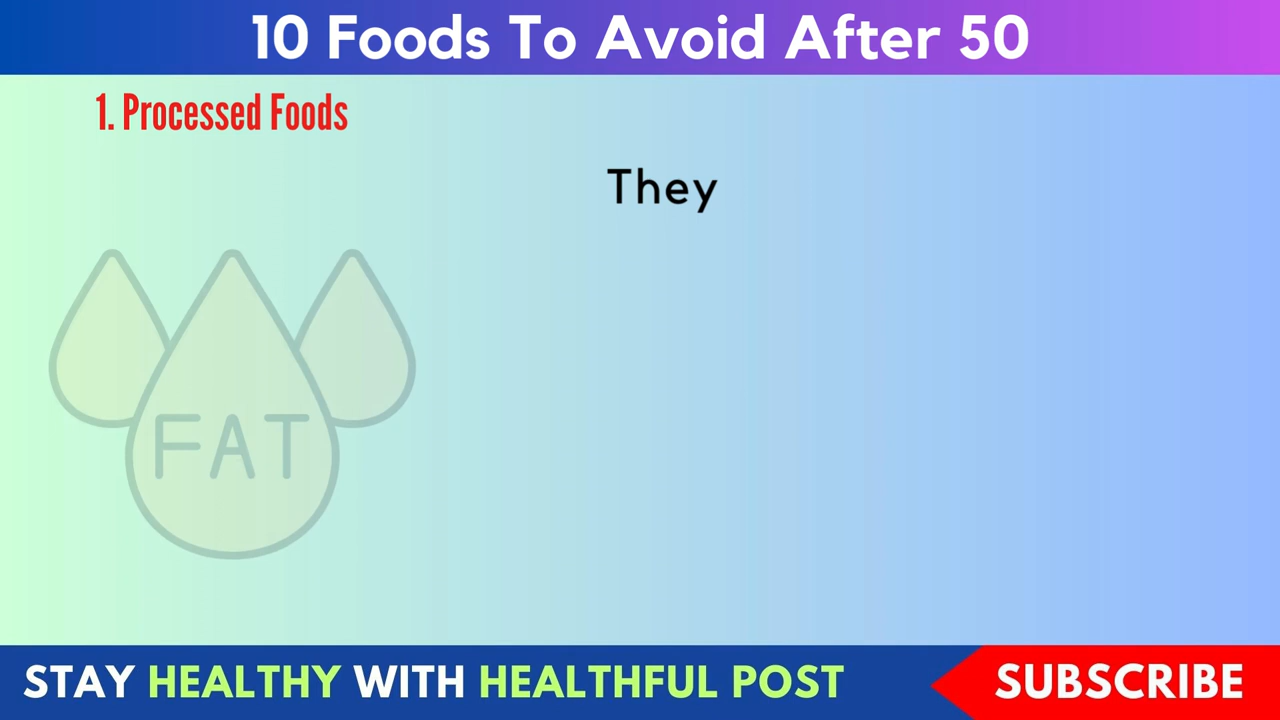 10 Foods To Avoid After 50
1. Processed Foods
They
FAT
STAY HEALTHY WITH HEALTHFUL POST
SUBSCRIBE